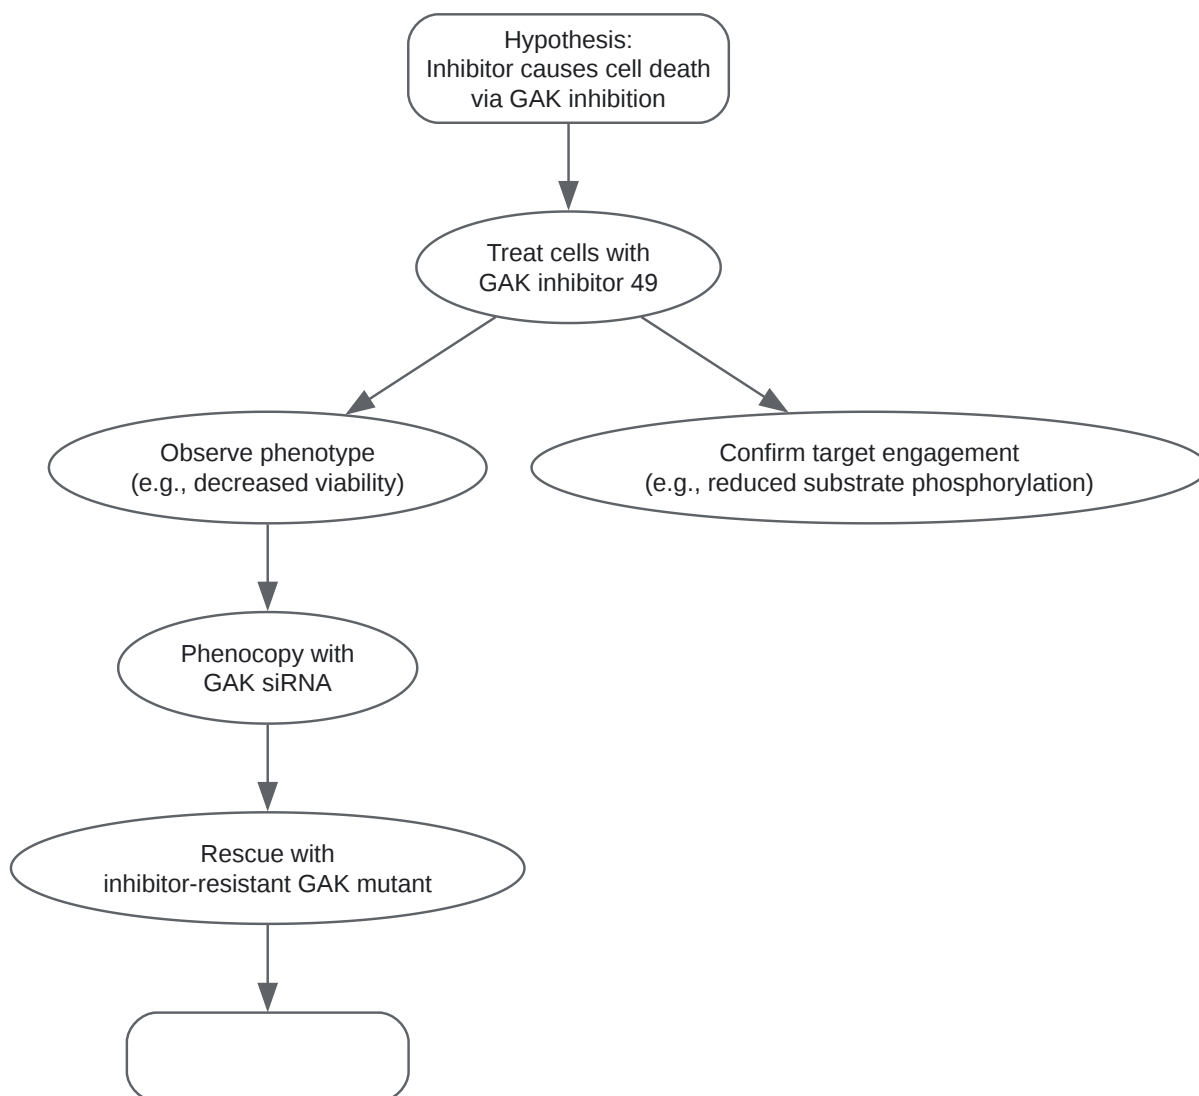 Hypothesis:
Inhibitor causes cell death
via GAK inhibition
Treat cells with
GAK inhibitor 49
Observe phenotype
(e.g., decreased viability)
Confirm target engagement
(e.g., reduced substrate phosphorylation)
Phenocopy with
GAK siRNA
Rescue with
inhibitor-resistant GAK mutant